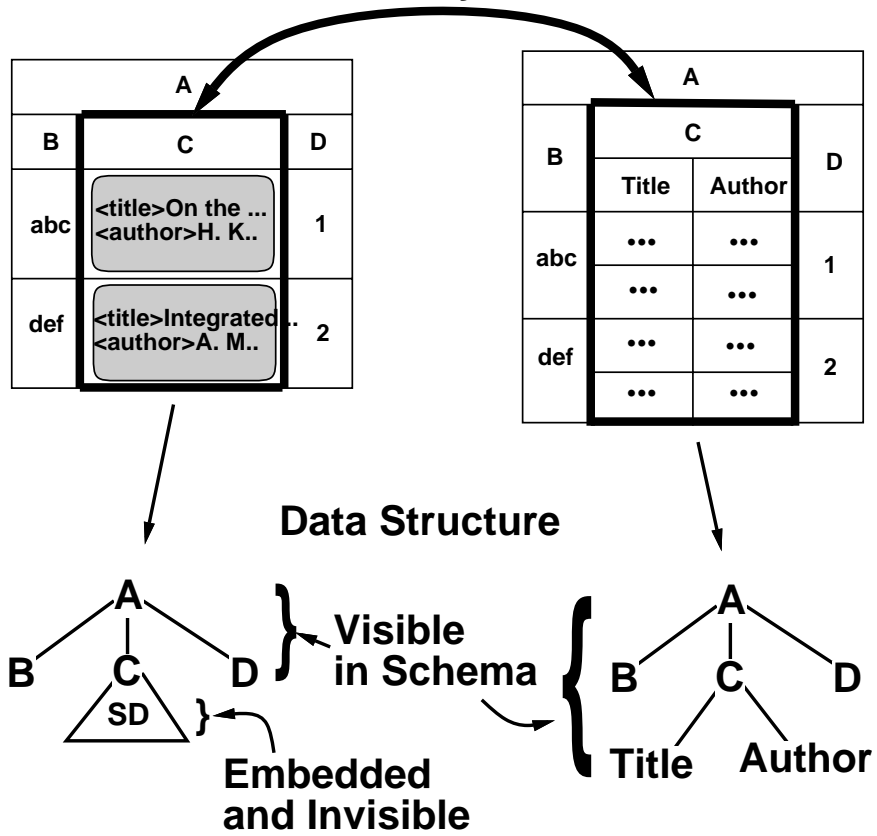 A
B C D
abc <title>On the ... 1
<author>H. K..
def <title>Integrated... 2
<author>A. M..
A
B C D
Title Author
abc ... ... 1
... ...
def ... ... 2
... ...
Data Structure
A
B C D
SD
Visible
in Schema
Embedded
and Invisible
A
B C D
Title Author